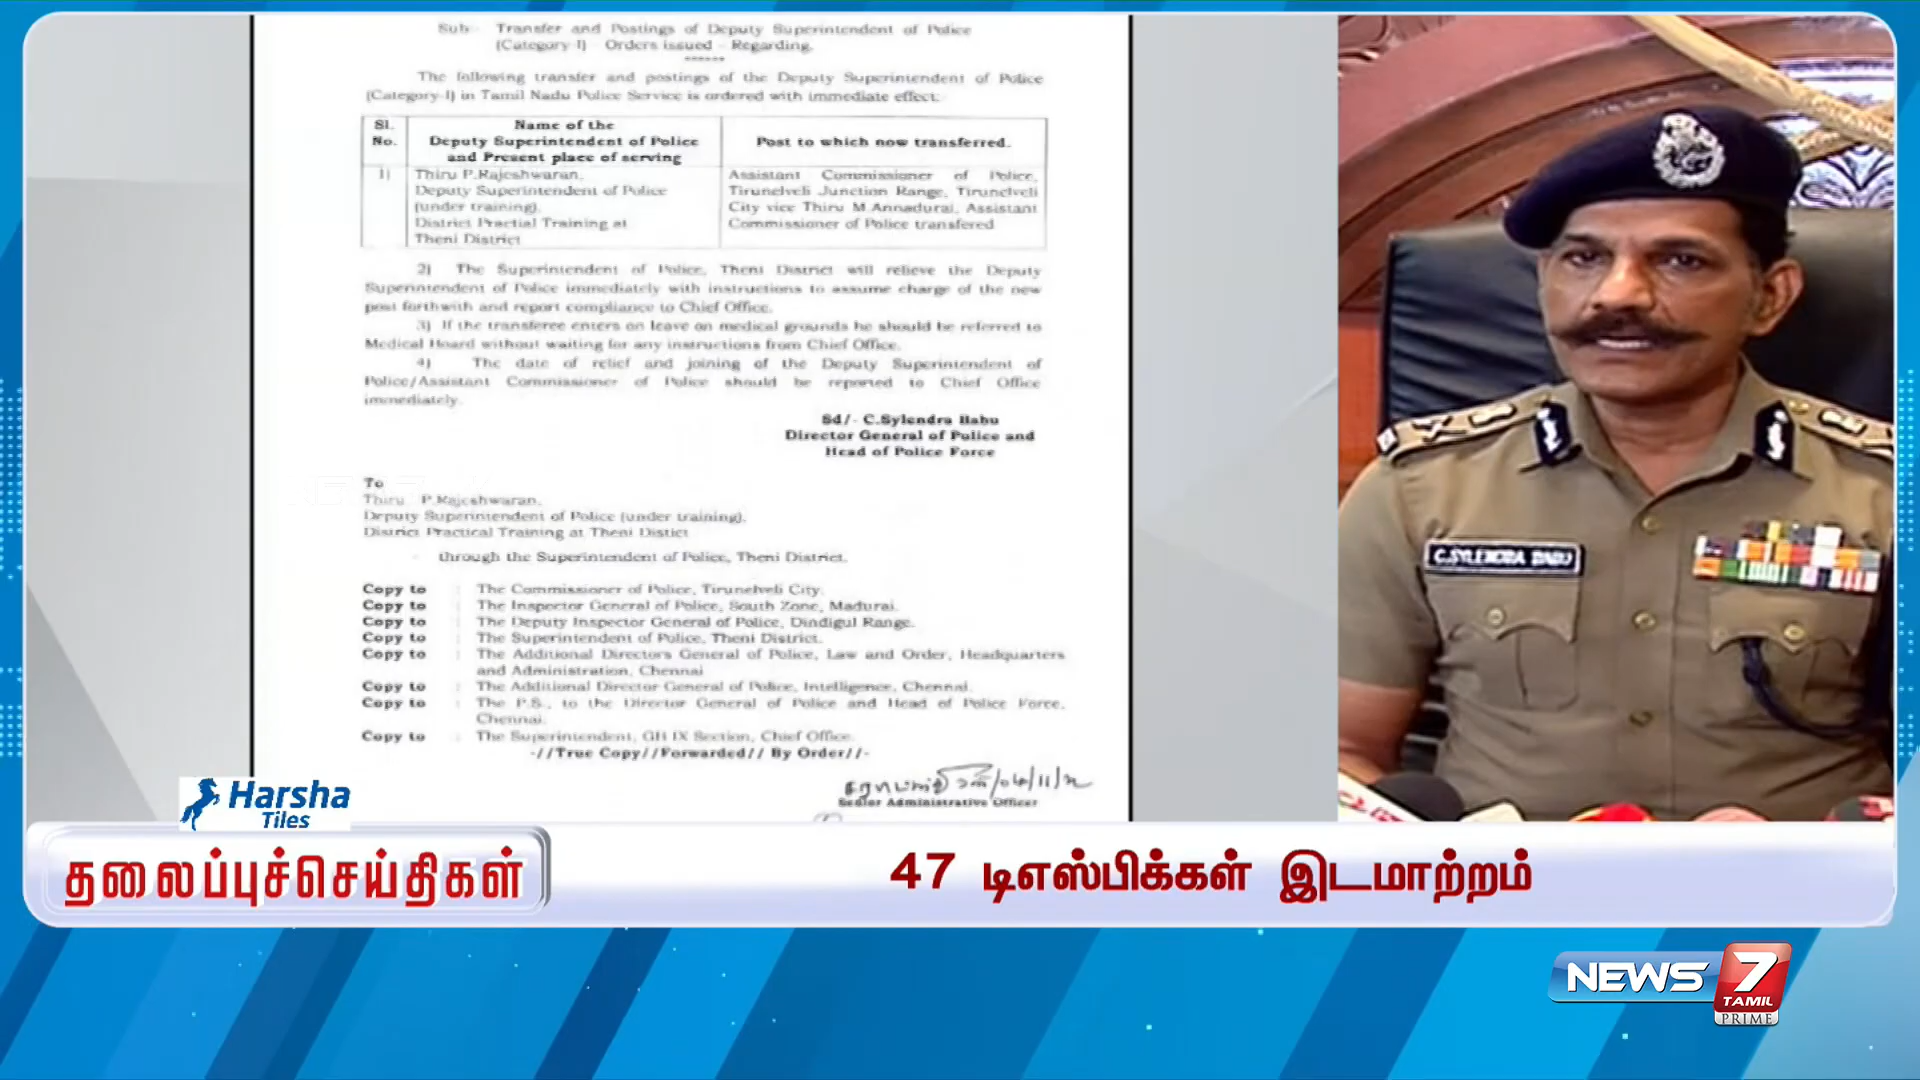 Sub:- Transfer and Postings of Deputy Superintendent of Police
(Category-I) - Orders issued - Regarding.
******
The following transfer and postings of the Deputy Superintendent of Police
(Category-I) in Tamil Nadu Police Service is ordered with immediate effect:-
Sl. No.
Name of the
Deputy Superintendent of Police
and Present place of serving
Post to which now transferred.
1)
Thiru P.Rajeshwaran,
Deputy Superintendent of Police
(under training),
District Practial Training at
Theni District
Assistant Commissioner of Police,
Tirunelveli Junction Range, Tirunelveli
City vice Thiru M.Annadurai, Assistant
Commissioner of Police transfered
2) The Superintendent of Police, Theni District will relieve the Deputy
Superintendent of Police immediately with instructions to assume charge of the new
post forthwith and report compliance to Chief Office.
3) If the transferee enters on leave on medical grounds he should be referred to
Medical Board without waiting for any instructions from Chief Office.
4) The date of relief and joining of the Deputy Superintendent of
Police/Assistant Commissioner of Police should be reported to Chief Office
immediately.
Sd/- C.Sylendra Babu
Director General of Police and
Head of Police Force
To
Thiru P.Rajeshwaran,
Deputy Superintendent of Police (under training),
District Practical Training at Theni Distict
through the Superintendent of Police, Theni District.
Copy to : The Commissioner of Police, Tirunelveli City.
Copy to : The Inspector General of Police, South Zone, Madurai.
Copy to : The Deputy Inspector General of Police, Dindigul Range.
Copy to : The Superintendent of Police, Theni District.
Copy to : The Additional Directors General of Police, Law and Order, Headquarters
and Administration, Chennai
Copy to : The Additional Director General of Police, Intelligence, Chennai.
Copy to : The P.S., to the Director General of Police and Head of Police Force,
Chennai.
Copy to : The Superintendent, GB IX Section, Chief Office.
-//True Copy//Forwarded// By Order//-
Senior Administrative Officer
C.SYLENDRA BABU
Harsha
Tiles
தலைப்புச்செய்திகள்
47 டிஎஸ்பிக்கள் இடமாற்றம்
NEWS 7
TAMIL
PRIME